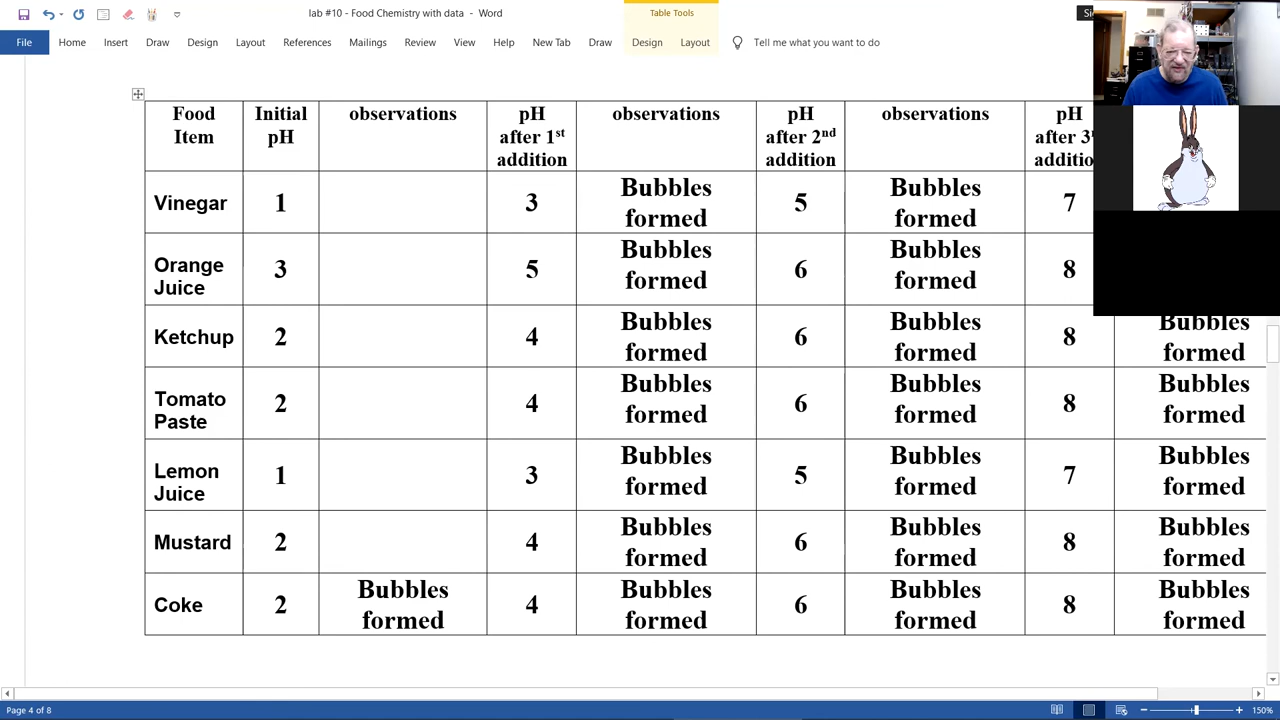 lab #10 - Food Chemistry with data - Word
Table Tools
File Home Insert Draw Design Layout References Mailings Review View Help New Tab Draw Design Layout Tell me what you want to do
Food Item Initial pH observations pH after 1st addition observations pH after 2nd addition observations pH after 3
Vinegar 1 3 Bubbles formed 5 Bubbles formed 7
Orange Juice 3 5 Bubbles formed 6 Bubbles formed 8
Ketchup 2 4 Bubbles formed 6 Bubbles formed 8 Bubbles formed
Tomato Paste 2 4 Bubbles formed 6 Bubbles formed 8 Bubbles formed
Lemon Juice 1 3 Bubbles formed 5 Bubbles formed 7 Bubbles formed
Mustard 2 4 Bubbles formed 6 Bubbles formed 8 Bubbles formed
Coke 2 Bubbles formed 4 Bubbles formed 6 Bubbles formed 8 Bubbles formed
Page 4 of 8 150%